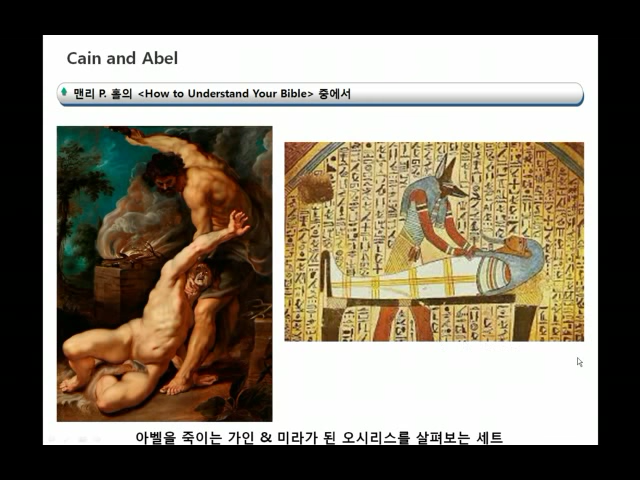 Cain and Abel
맨리 P. 홀의 <How to Understand Your Bible> 중에서
아벨을 죽이는 가인 & 미라가 된 오시리스를 살펴보는 세트